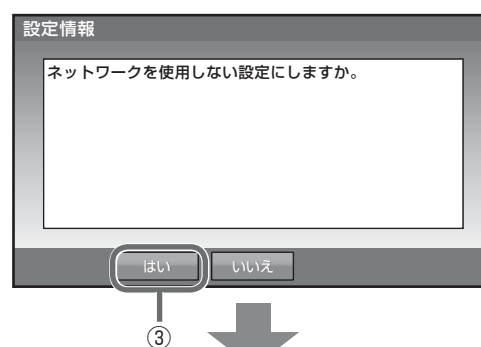 設定情報
ネットワークを使用しない設定にしますか。
はい いいえ
③